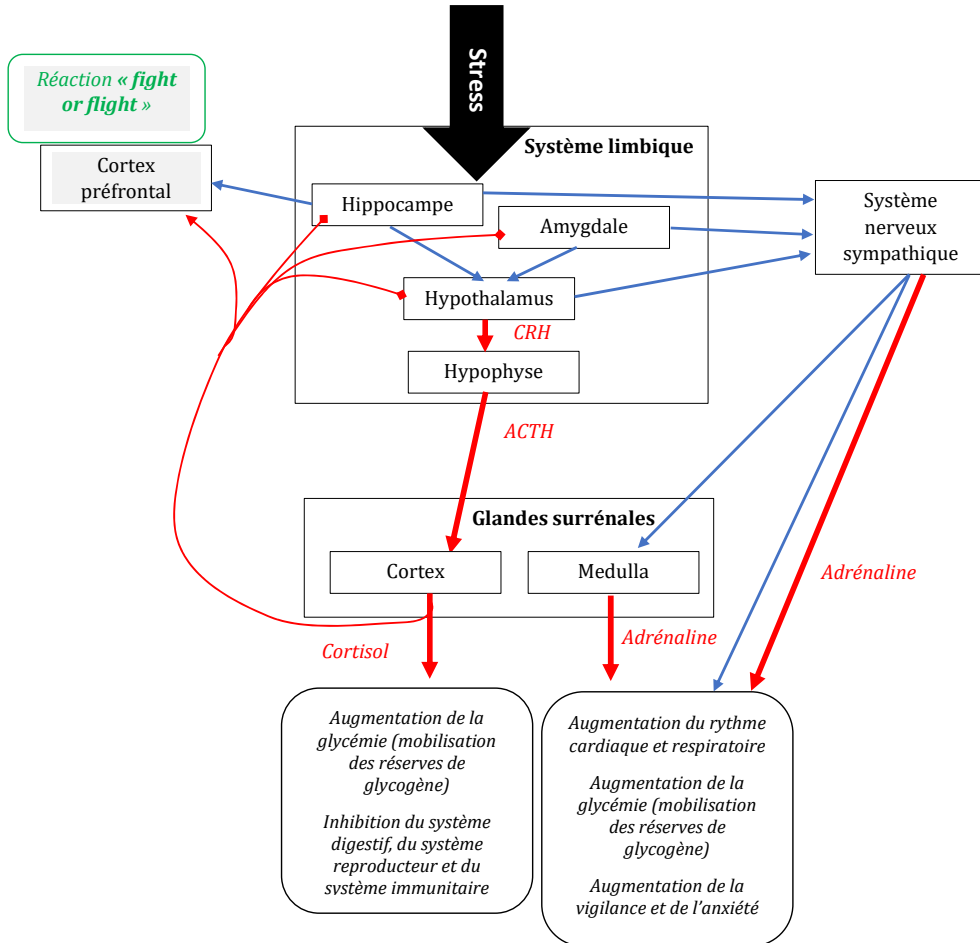 Stress
Réaction « fight
or flight »
Cortex
préfrontal
Système limbique
Hippocampe
Amygdale
Hypothalamus
CRH
Hypophyse
Système
nerveux
sympathique
ACTH
Glandes surrénales
Cortex
Medulla
Cortisol
Adrénaline
Adrénaline
Augmentation de la
glycémie (mobilisation
des réserves de
glycogène)
Inhibition du système
digestif, du système
reproducteur et du
système immunitaire
Augmentation du rythme
cardiaque et respiratoire
Augmentation de la
glycémie (mobilisation
des réserves de
glycogène)
Augmentation de la
vigilance et de l'anxiété